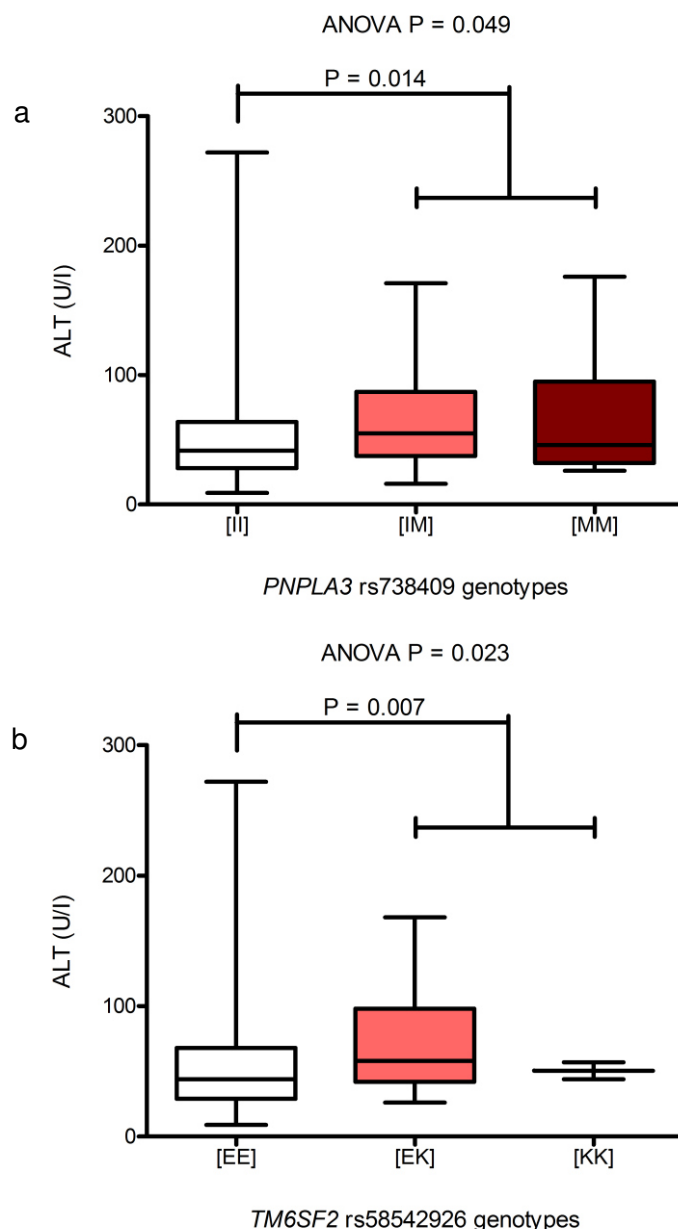 ANOVA P = 0.049
P = 0.014
a
300
200
100
0
ALT (U/l)
[II]
[IM]
[MM]
PNPLA3 rs738409 genotypes
ANOVA P = 0.023
P = 0.007
b
300
200
100
0
ALT (U/l)
[EE]
[EK]
[KK]
TM6SF2 rs58542926 genotypes